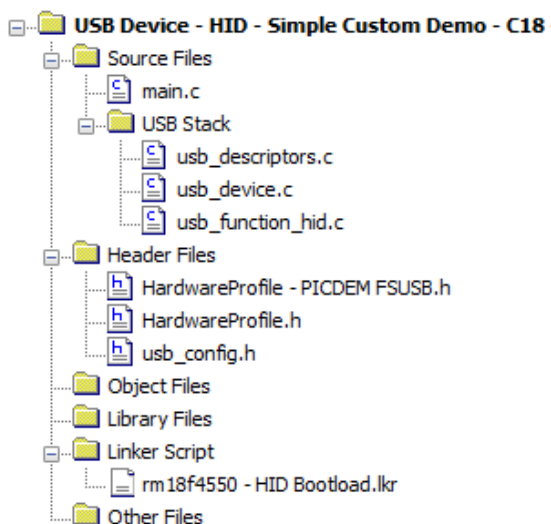 USB Device - HID - Simple Custom Demo - C18
Source Files
main.c
USB Stack
usb_descriptors.c
usb_device.c
usb_function_hid.c
Header Files
HardwareProfile - PICDEM FSUSB.h
HardwareProfile.h
usb_config.h
Object Files
Library Files
Linker Script
rm18f4550 - HID Bootload.lkr
Other Files